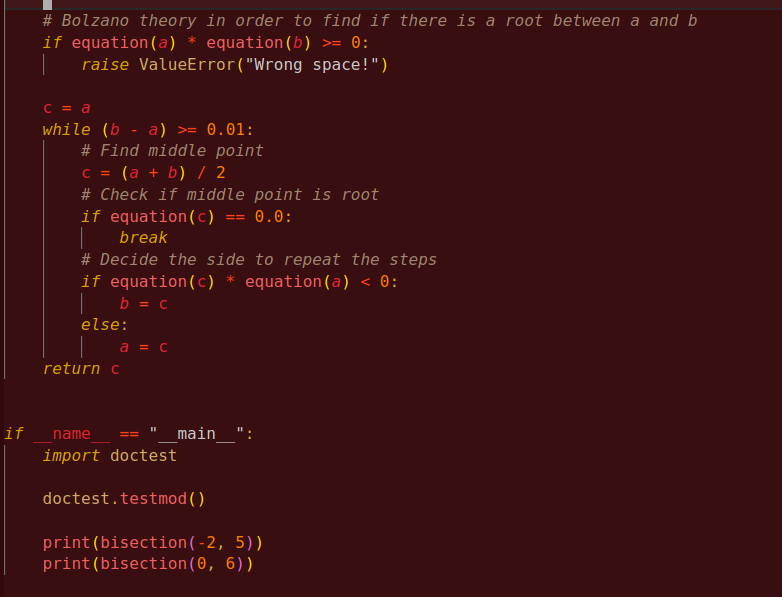 # Bolzano theory in order to find if there is a root between a and b
if equation(a) * equation(b) >= 0:
raise ValueError("Wrong space!")
c = a
while (b - a) >= 0.01:
# Find middle point
c = (a + b) / 2
# Check if middle point is root
if equation(c) == 0.0:
break
# Decide the side to repeat the steps
if equation(c) * equation(a) < 0:
b = c
else:
a = c
return c
if __name__ == "__main__":
import doctest
doctest.testmod()
print(bisection(-2, 5))
print(bisection(0, 6))